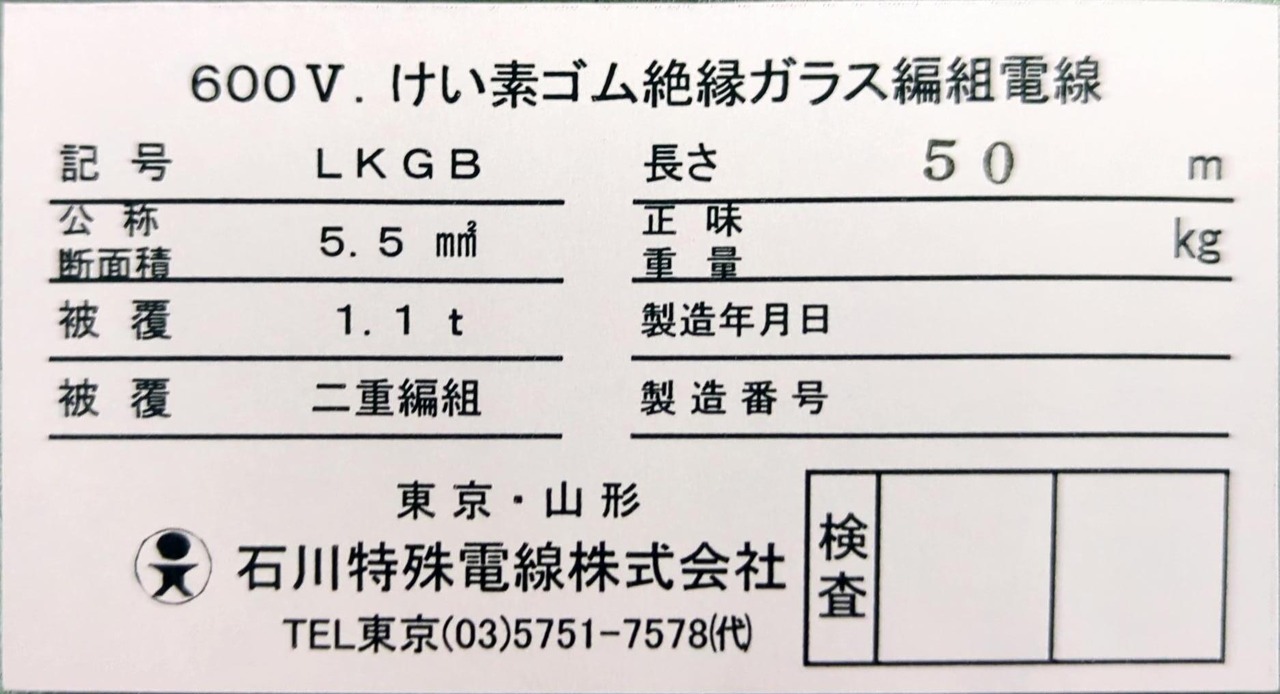 600V. けい素ゴム絶縁ガラス編組電線
記号 LKGB
長さ 50 m
公称断面積 5.5 ㎟
正味重量 kg
被覆 1.1 t
製造年月日
被覆 二重編組
製造番号
東京・山形
石川特殊電線株式会社
TEL東京(03)5751-7578㈹
検査